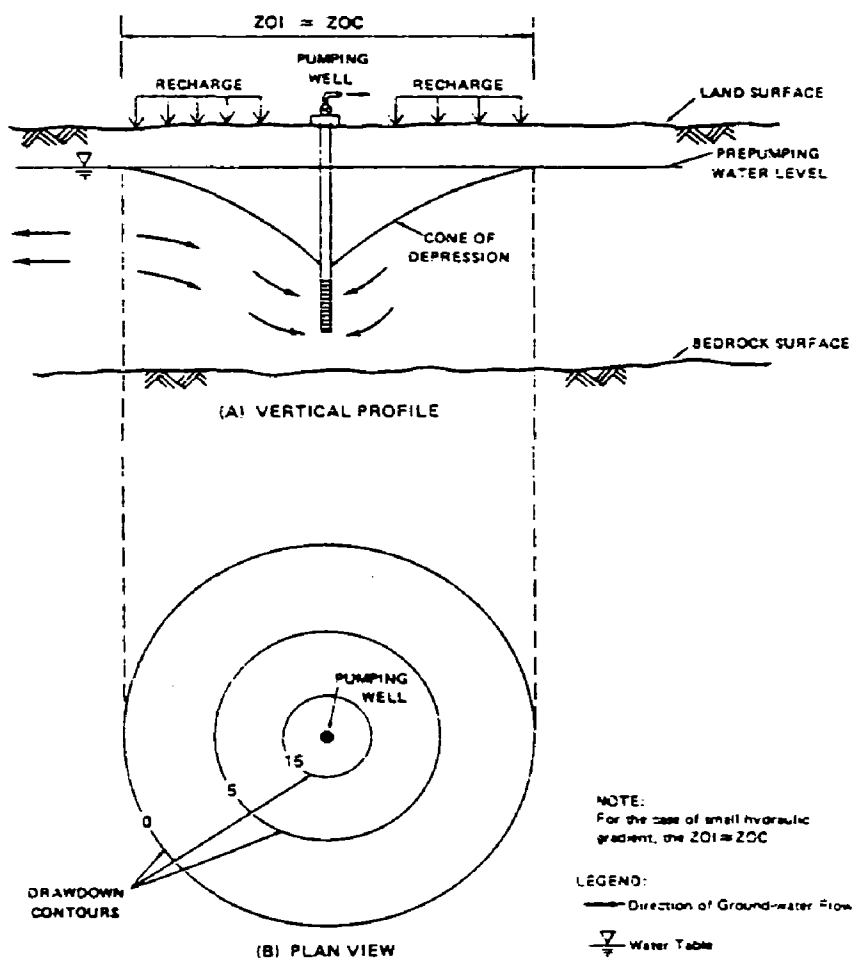 ZOI ≈ ZOC
PUMPING
WELL
RECHARGE
RECHARGE
LAND SURFACE
PREPUMPING
WATER LEVEL
CONE OF
DEPRESSION
BEDROCK SURFACE
(A) VERTICAL PROFILE
PUMPING
WELL
15
5
0
DRAWDOWN
CONTOURS
(B) PLAN VIEW
NOTE:
For the case of small hydraulic
gradient, the ZOI ≈ ZOC
LEGEND:
Direction of Ground-water Flow
Water Table